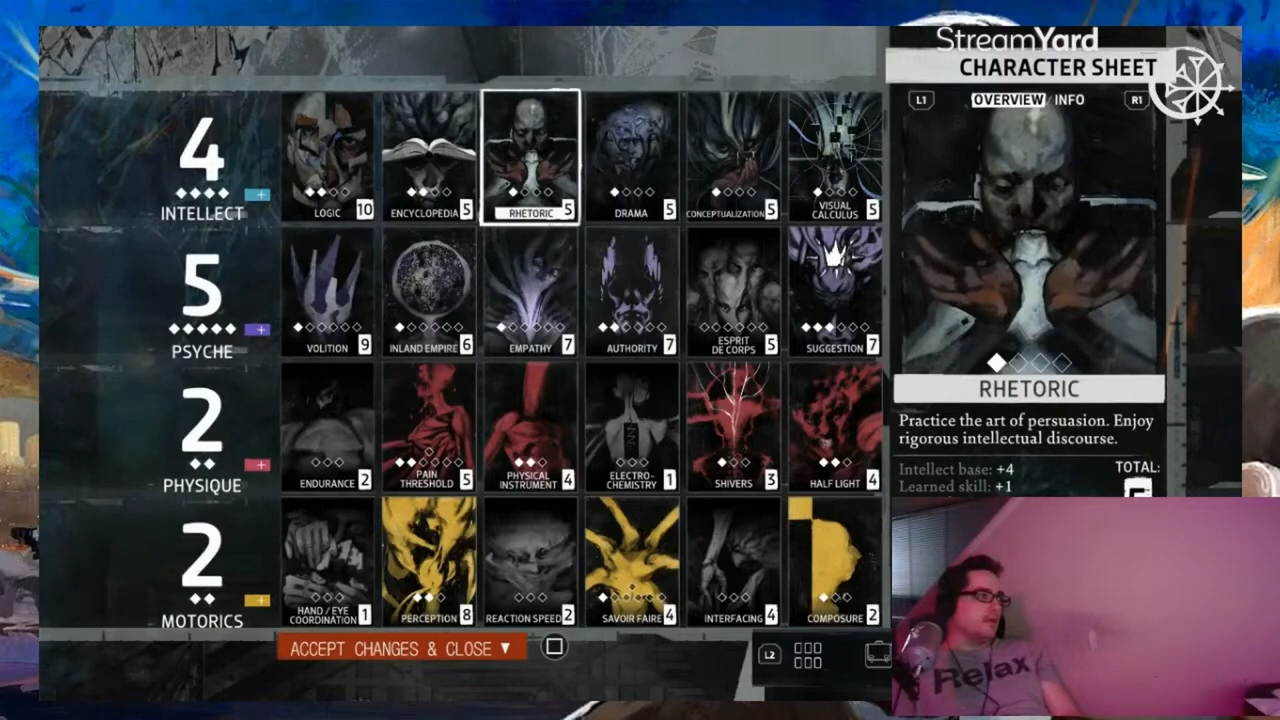 StreamYard
CHARACTER SHEET
L1 OVERVIEW / INFO R1
4
INTELLECT
LOGIC 10
ENCYCLOPEDIA 5
RHETORIC 5
DRAMA 5
CONCEPTUALIZATION 5
VISUAL
CALCULUS 5
5
PSYCHE
VOLITION 9
INLAND EMPIRE 6
EMPATHY 7
AUTHORITY 7
ESPRIT
DE CORPS 5
SUGGESTION 7
2
PHYSIQUE
ENDURANCE 2
PAIN
THRESHOLD 5
PHYSICAL
INSTRUMENT 4
ELECTRO-
CHEMISTRY 1
SHIVERS 3
HALF LIGHT 4
2
MOTORICS
HAND / EYE
COORDINATION 1
PERCEPTION 8
REACTION SPEED 2
SAVOIR FAIRE 4
INTERFACING 4
COMPOSURE 2
RHETORIC
Practice the art of persuasion. Enjoy
rigorous intellectual discourse.
Intellect base: +4
Learned skill: +1
TOTAL:
ACCEPT CHANGES & CLOSE
L2
Relax